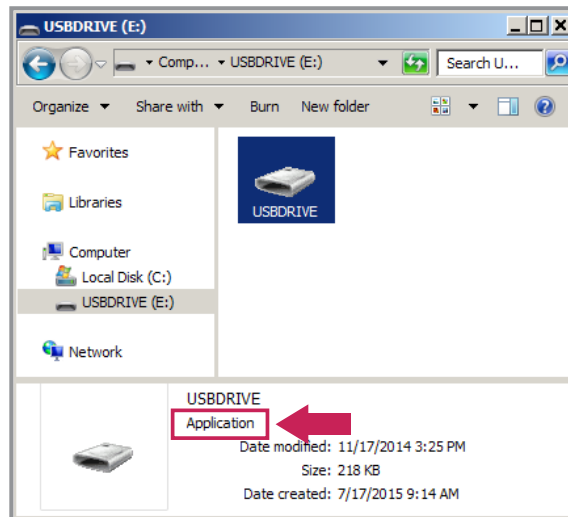 USBDRIVE (E:)
Comp... USBDRIVE (E:) Search U...
Organize Share with Burn New folder
Favorites
Libraries
Computer
Local Disk (C:)
USBDRIVE (E:)
Network
USBDRIVE
USBDRIVE
Application
Date modified: 11/17/2014 3:25 PM
Size: 218 KB
Date created: 7/17/2015 9:14 AM